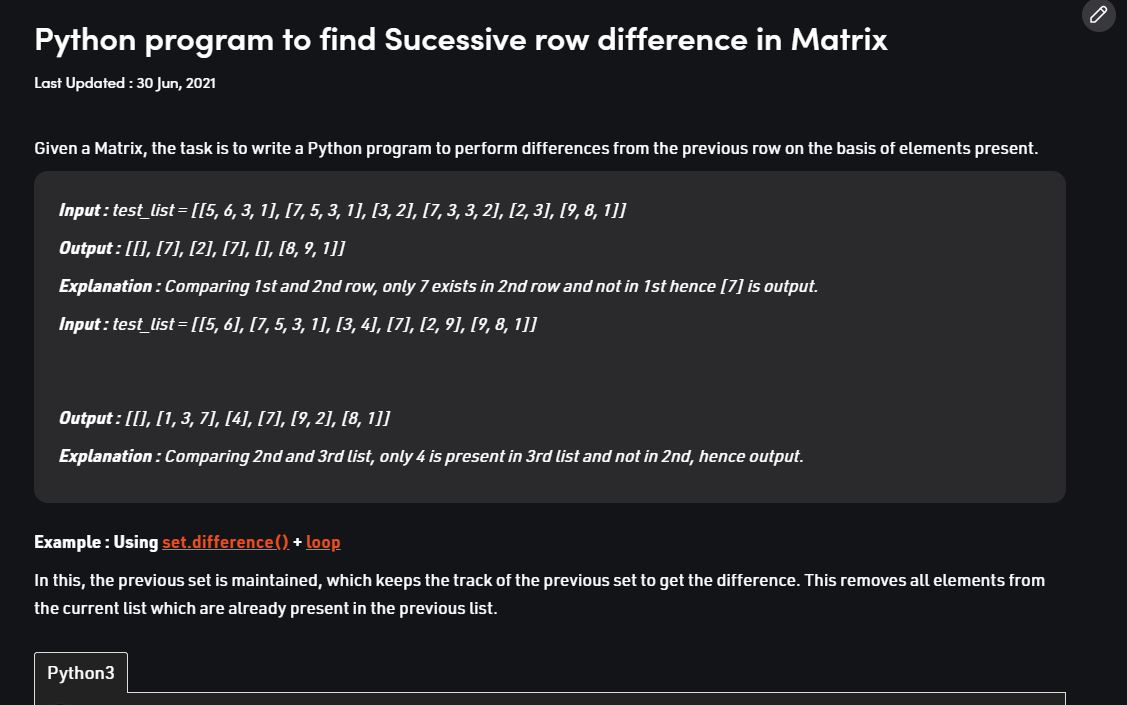 Python program to find Sucessive row difference in Matrix
Last Updated : 30 Jun, 2021
Given a Matrix, the task is to write a Python program to perform differences from the previous row on the basis of elements present.
Input : test_list = [[5, 6, 3, 1], [7, 5, 3, 1], [3, 2], [7, 3, 3, 2], [2, 3], [9, 8, 1]]
Output : [[], [7], [2], [7], [], [8, 9, 1]]
Explanation : Comparing 1st and 2nd row, only 7 exists in 2nd row and not in 1st hence [7] is output.
Input : test_list = [[5, 6], [7, 5, 3, 1], [3, 4], [7], [2, 9], [9, 8, 1]]
Output : [[], [1, 3, 7], [4], [7], [9, 2], [8, 1]]
Explanation : Comparing 2nd and 3rd list, only 4 is present in 3rd list and not in 2nd, hence output.
Example : Using set.difference() + loop
In this, the previous set is maintained, which keeps the track of the previous set to get the difference. This removes all elements from
the current list which are already present in the previous list.
Python3